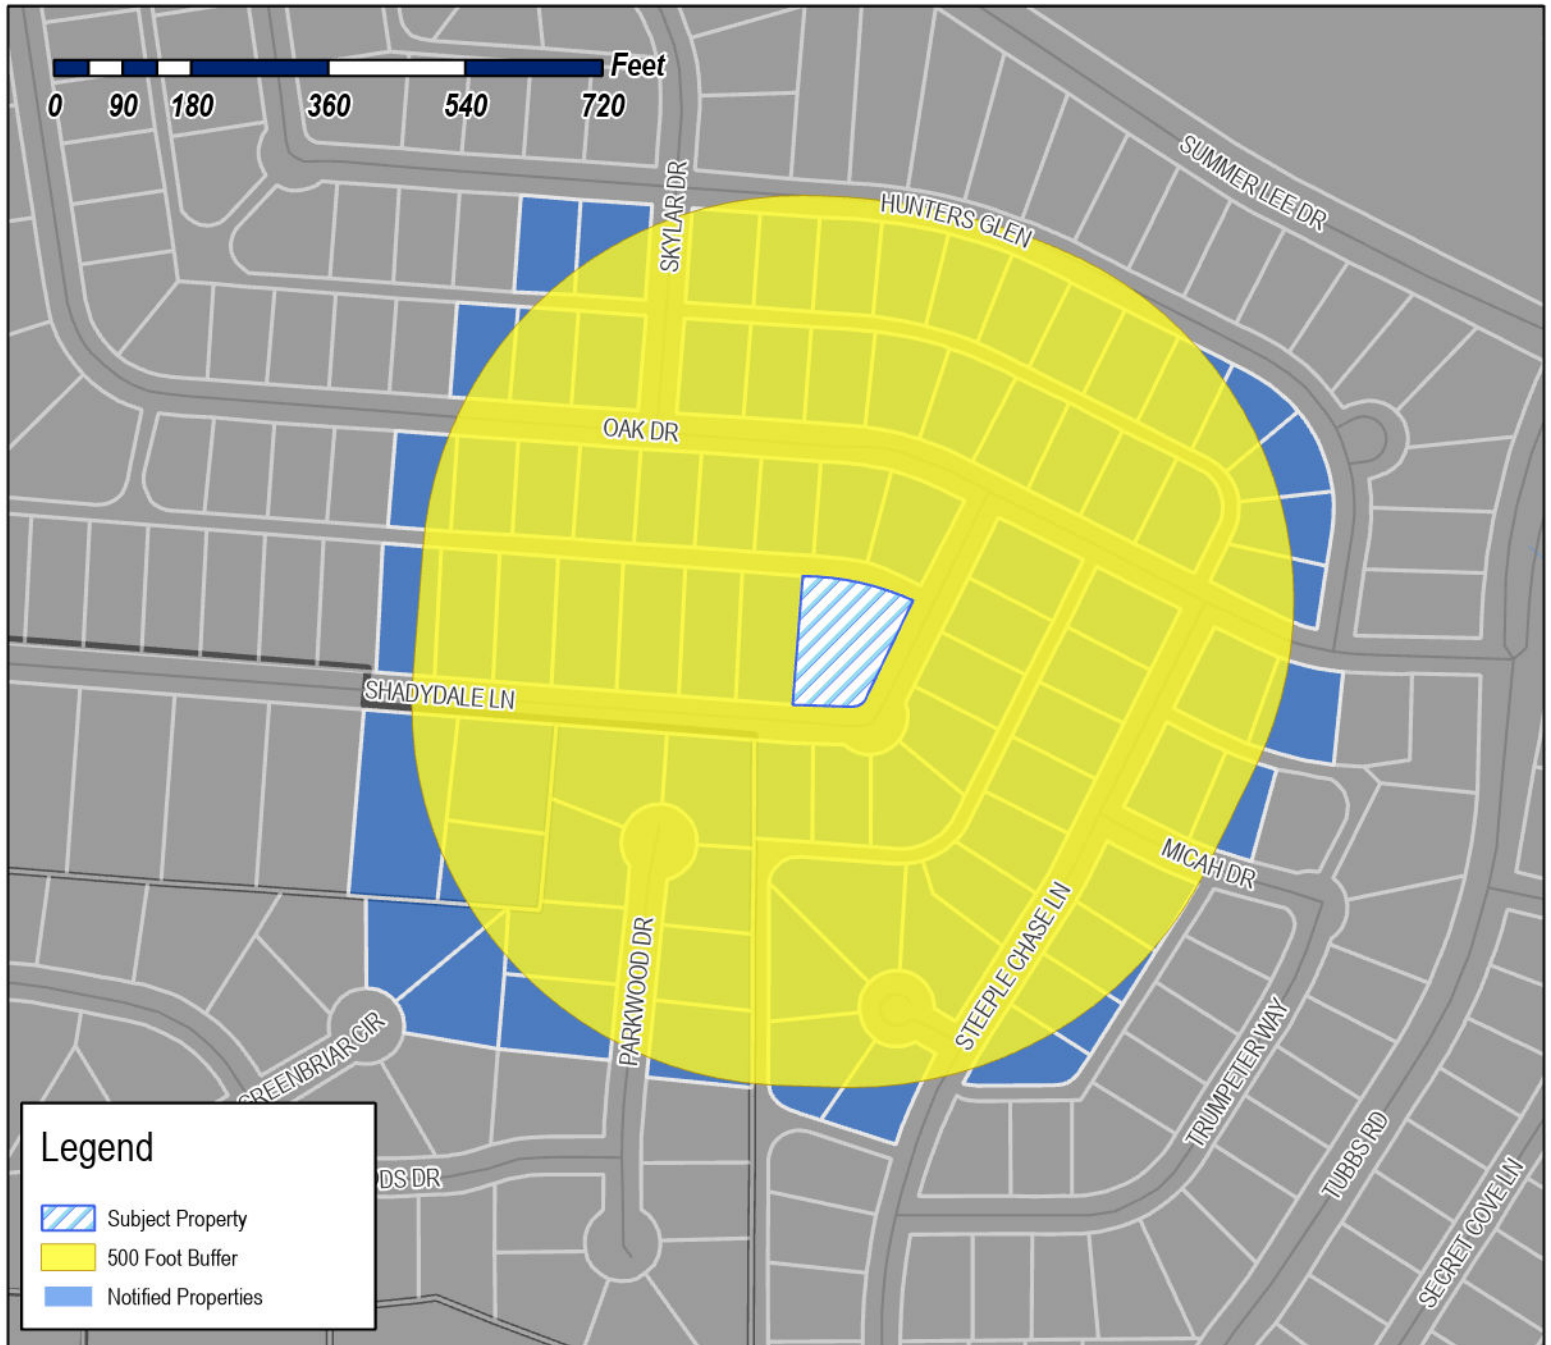 Feet
0 90 180 360 540 720
SUMMER LEE DR
SKYLAR DR
HUNTERS GLEN
OAK DR
SHADYDALE LN
MICAH DR
STEEPLE CHASE LN
PARKWOOD DR
GREENBRIAR CIR
TRUMPETER WAY
TUBBS RD
SECRET COVE LN
DS DR
Legend
Subject Property
500 Foot Buffer
Notified Properties